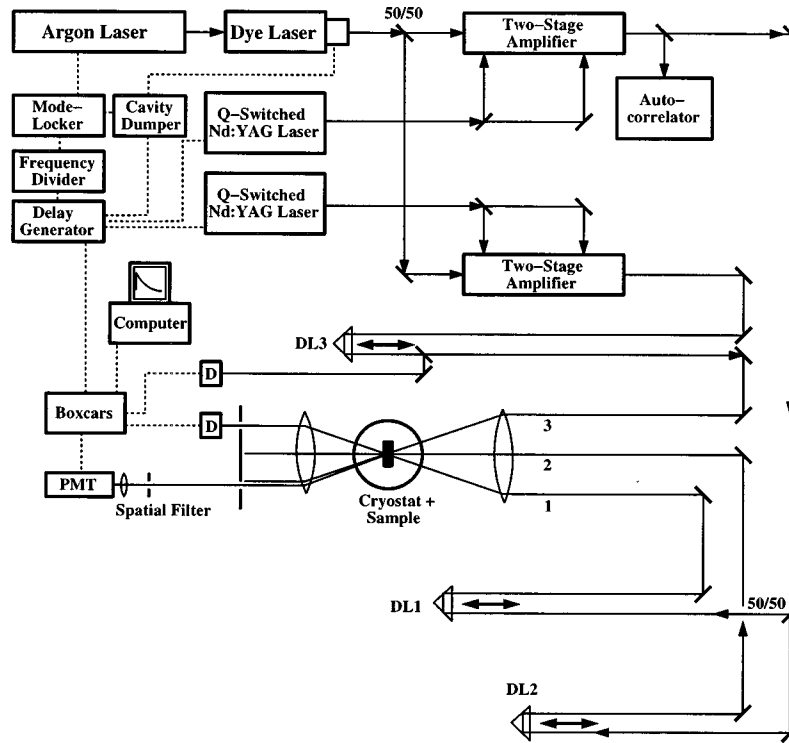 50/50
Argon Laser
Dye Laser
Two-Stage
Amplifier
Mode-
Locker
Cavity
Dumper
Q-Switched
Nd:YAG Laser
Auto-
correlator
Frequency
Divider
Delay
Generator
Q-Switched
Nd:YAG Laser
Two-Stage
Amplifier
Computer
DL3
D
Boxcars
D
3
2
1
PMT
Spatial Filter
Cryostat +
Sample
DL1
50/50
DL2